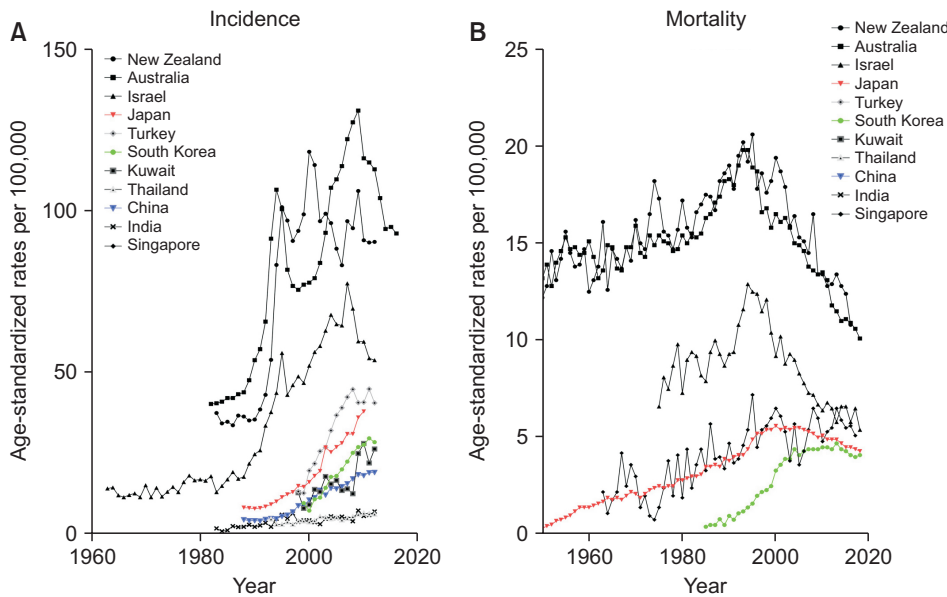 A
Incidence
Age-standardized rates per 100,000
150
100
50
0
New Zealand
Australia
Israel
Japan
Turkey
South Korea
Kuwait
Thailand
China
India
Singapore
1963
1980
2000
2020
Year
B
Mortality
Age-standardized rates per 100,000
25
20
15
10
5
0
New Zealand
Australia
Israel
Japan
Turkey
South Korea
Kuwait
Thailand
China
India
Singapore
1960
1980
2000
2020
Year